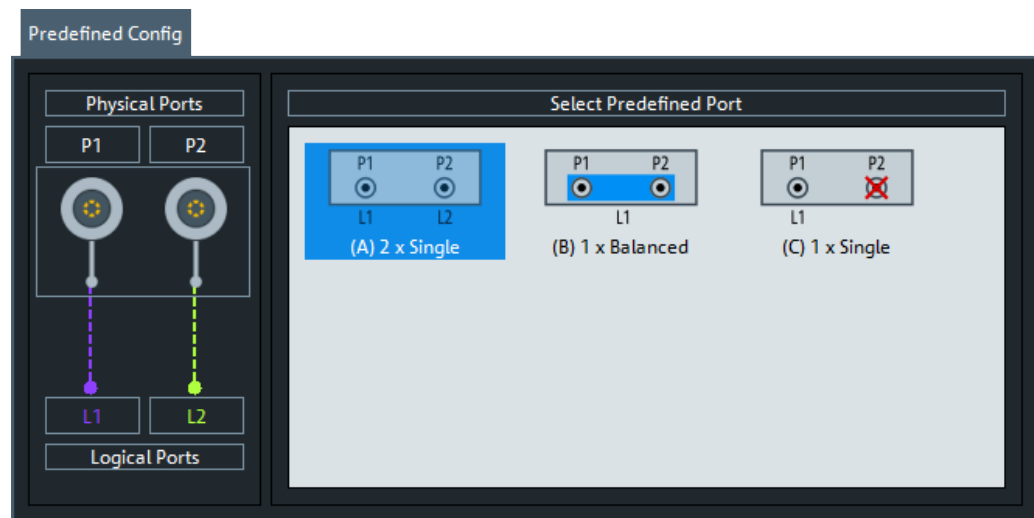 Predefined Config
Physical Ports
P1 P2
L1 L2
Logical Ports
Select Predefined Port
P1 P2
L1 L2
(A) 2 x Single
P1 P2
L1
(B) 1 x Balanced
P1 P2
L1
(C) 1 x Single